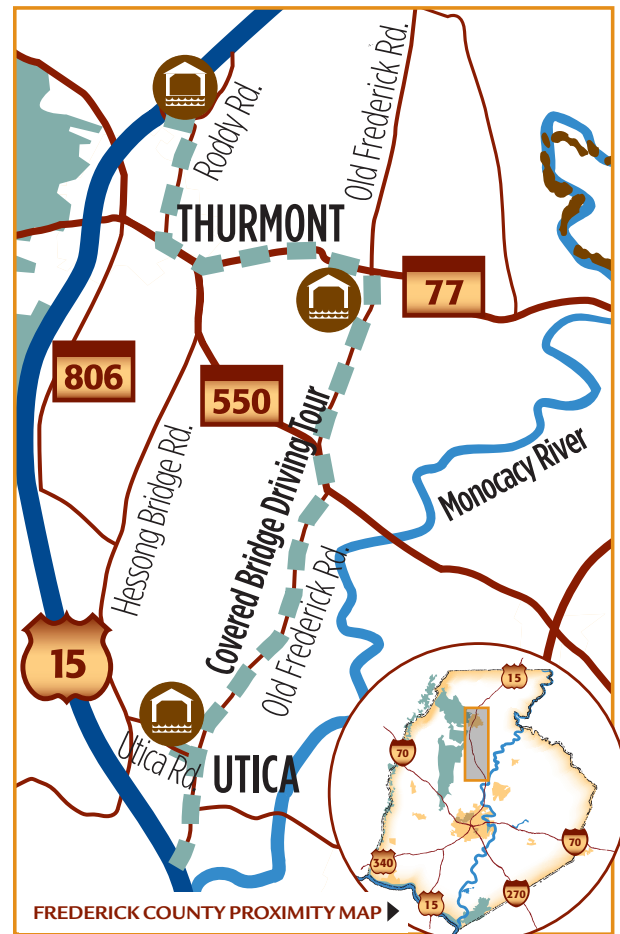 Roddy Rd.
Old Frederick Rd.
THURMONT
77
806
550
Hessong Bridge Rd.
Covered Bridge Driving Tour
Monocacy River
Old Frederick Rd.
15
Utica Rd
UTICA
15
70
70
340
270
15
FREDERICK COUNTY PROXIMITY MAP